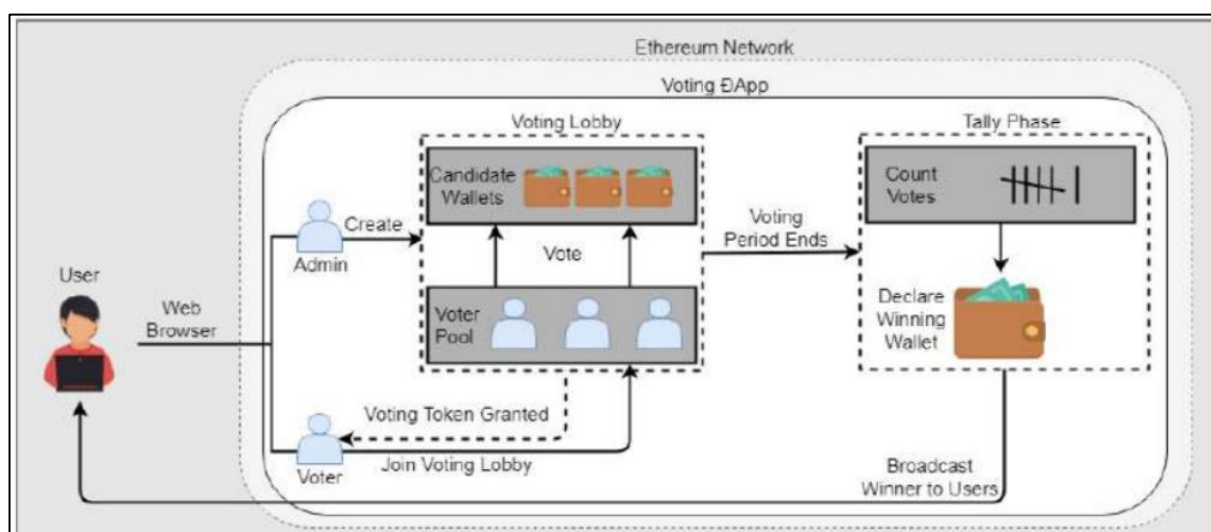 Ethereum Network
Voting ÐApp
Voting Lobby
Tally Phase
Candidate
Wallets
Count
Votes
Create
Admin
Vote
Voting
Period Ends
User
Web
Browser
Voter
Pool
Declare
Winning
Wallet
Voting Token Granted
Join Voting Lobby
Voter
Broadcast
Winner to Users